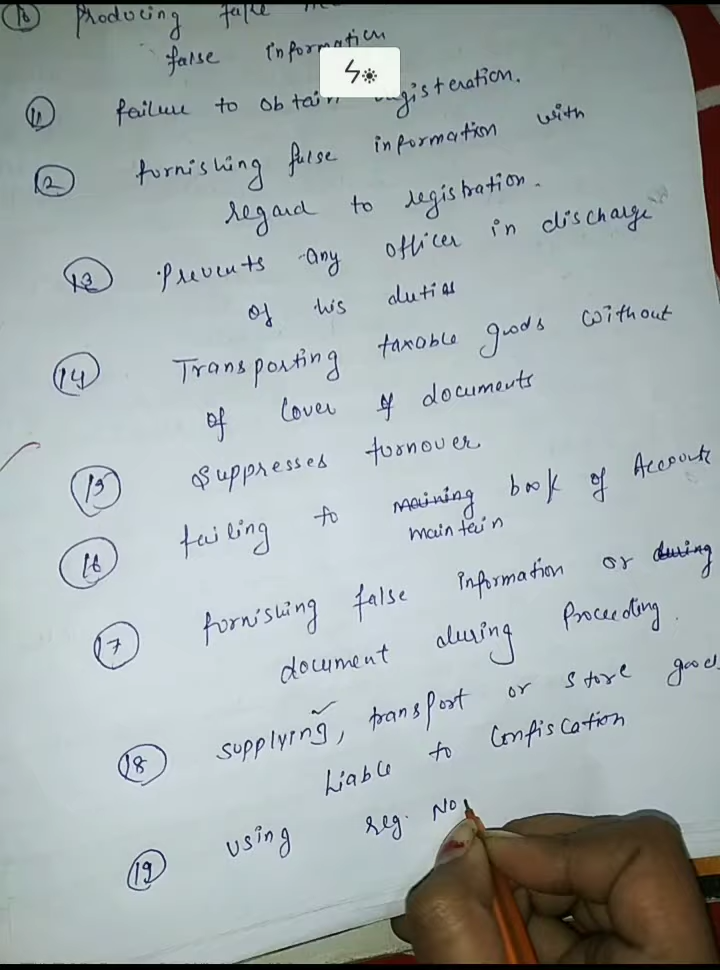 Producing fake
false information
11 failure to obtain registeration.
12 furnishing false information with
regard to registration.
13 Prevents any officer in discharge
of his duties
14 Transporting taxable goods without
of cover of documents
15 Suppresses turnover
16 failing to maining book of Accounts
maintain
17 furnishing false information or during
document during Proceeding.
18 supplying, transport or store goods
liable to Confiscation
19 using reg. No